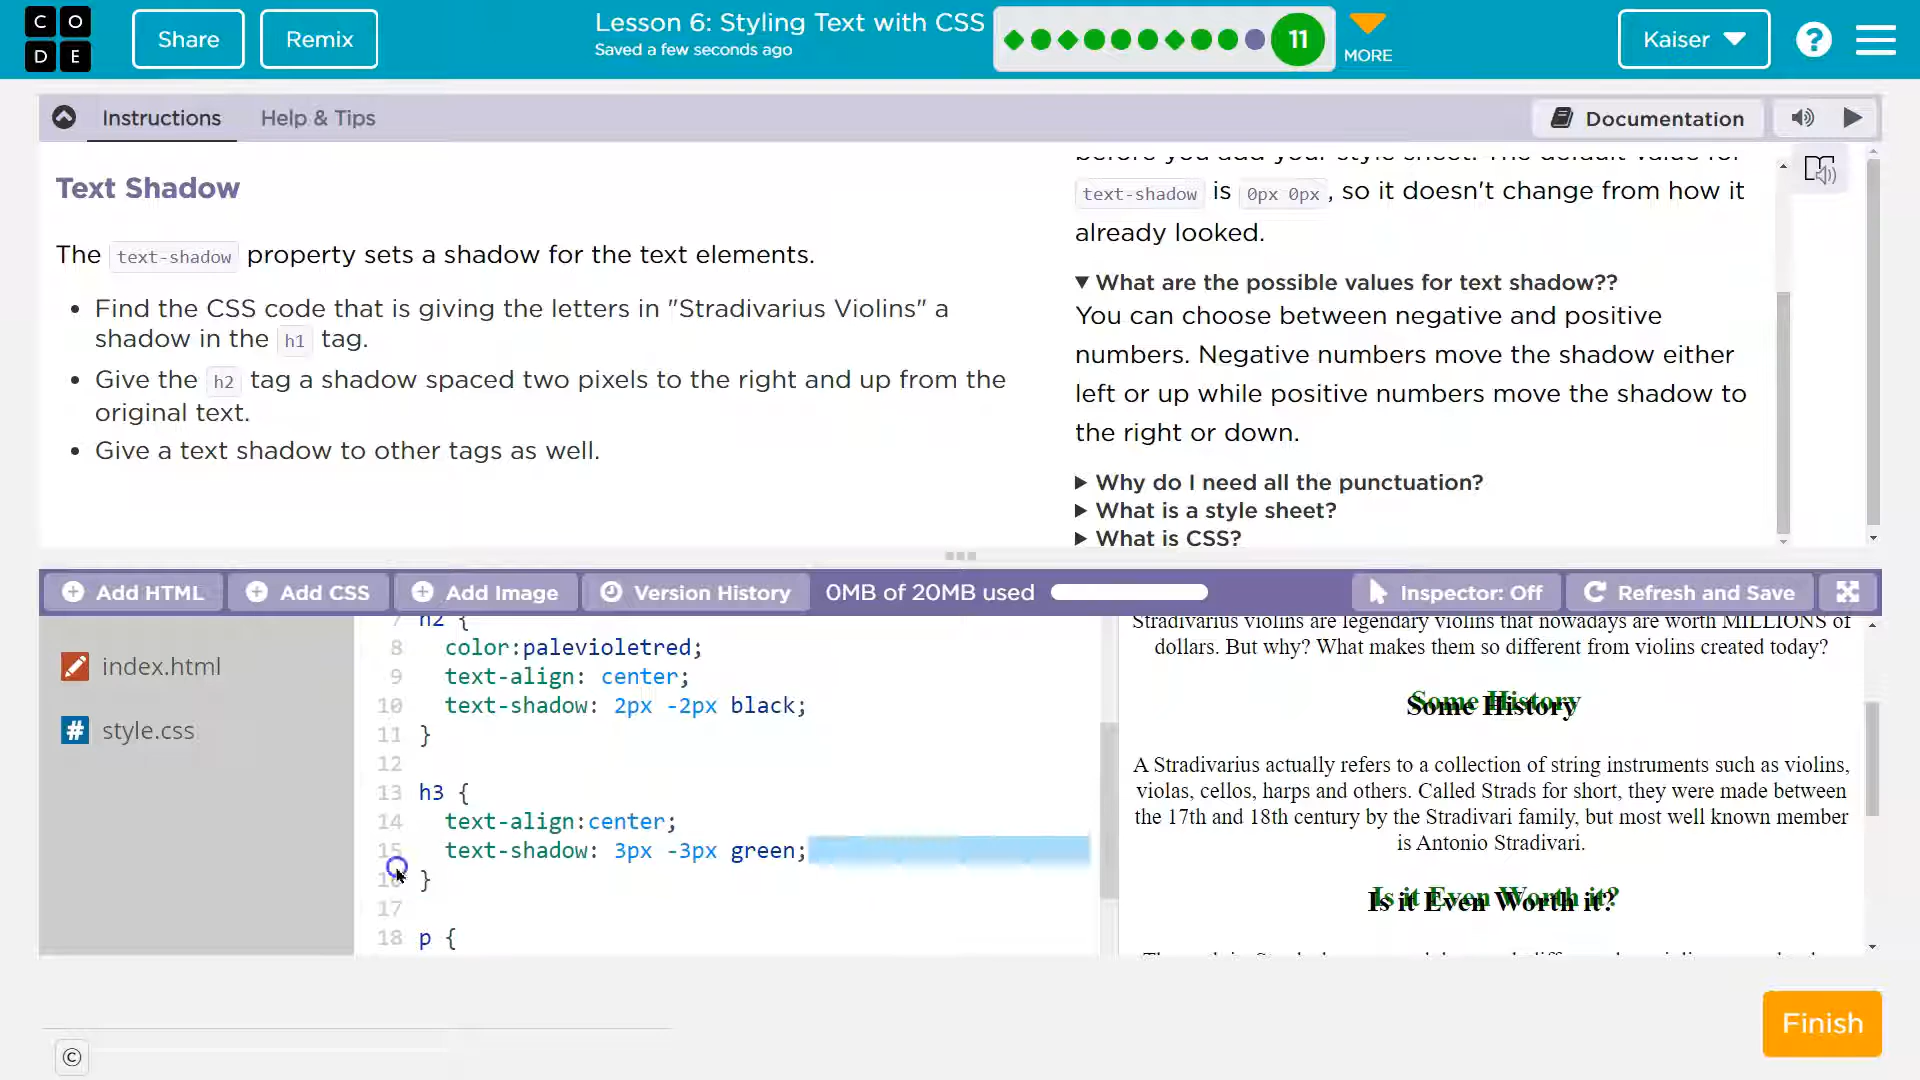 C O
D E
Share
Remix
Lesson 6: Styling Text with CSS
Saved a few seconds ago
11
MORE
Kaiser
?
Instructions
Help & Tips
Documentation
Text Shadow
The text-shadow property sets a shadow for the text elements.
• Find the CSS code that is giving the letters in "Stradivarius Violins" a
shadow in the h1 tag.
• Give the h2 tag a shadow spaced two pixels to the right and up from the
original text.
• Give a text shadow to other tags as well.
before you add your style sheet. The default value for
text-shadow is 0px 0px , so it doesn't change from how it
already looked.
▼ What are the possible values for text shadow??
You can choose between negative and positive
numbers. Negative numbers move the shadow either
left or up while positive numbers move the shadow to
the right or down.
▶ Why do I need all the punctuation?
▶ What is a style sheet?
▶ What is CSS?
Add HTML
Add CSS
Add Image
Version History
0MB of 20MB used
Inspector: Off
Refresh and Save
index.html
# style.css
7 h2 {
8 color:palevioletred;
9 text-align: center;
10 text-shadow: 2px -2px black;
11 }
12
13 h3 {
14 text-align:center;
15 text-shadow: 3px -3px green;
16 }
17
18 p {
Stradivarius violins are legendary violins that nowadays are worth MILLIONS of
dollars. But why? What makes them so different from violins created today?
Some History
A Stradivarius actually refers to a collection of string instruments such as violins,
violas, cellos, harps and others. Called Strads for short, they were made between
the 17th and 18th century by the Stradivari family, but most well known member
is Antonio Stradivari.
Is it Even Worth it?
Finish
©